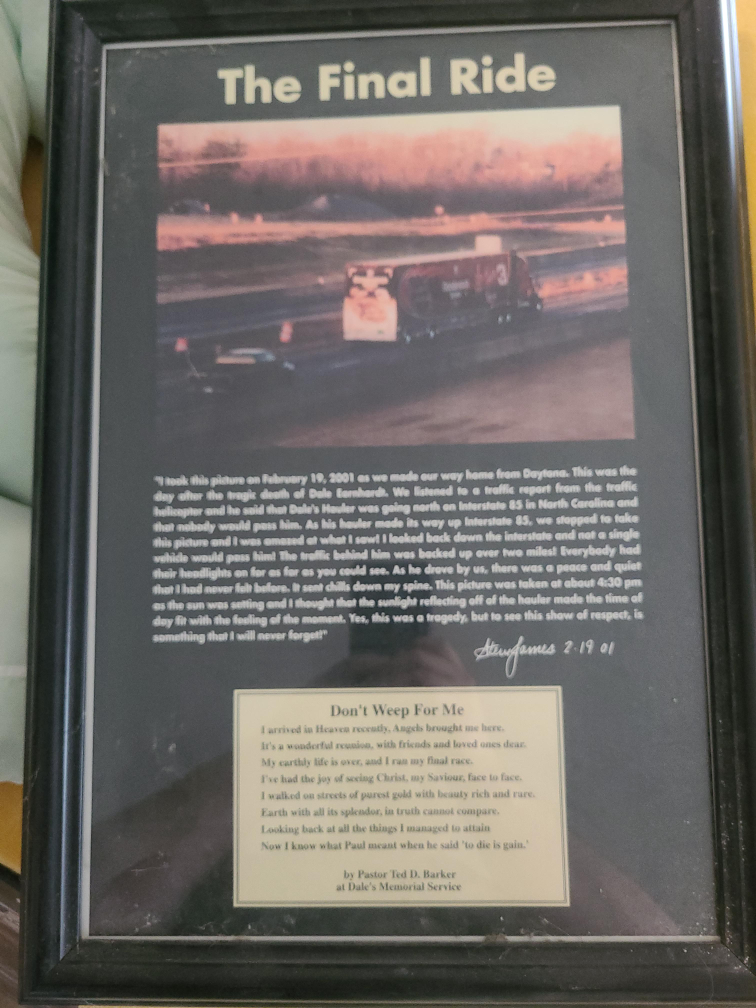 The Final Ride
3
"I took this picture on February 19, 2001 as we made our way home from Daytona. This was the
day after the tragic death of Dale Earnhardt. We listened to a traffic report from the traffic
helicopter and he said that Dale's Hauler was going north on Interstate 85 in North Carolina and
that nobody would pass him. As his hauler made its way up Interstate 85, we stopped to take
this picture and I was amazed at what I saw! I looked back down the interstate and not a single
vehicle would pass him! The traffic behind him was backed up over two miles! Everybody had
their headlights on for as far as you could see. As he drove by us, there was a peace and quiet
that I had never felt before. It sent chills down my spine. This picture was taken at about 4:30 pm
as the sun was setting and I thought that the sunlight reflecting off of the hauler made the time of
day fit with the feeling of the moment. Yes, this was a tragedy, but to see this show of respect, is
something that I will never forget!"
James 2-19 01
Don't Weep For Me
I arrived in Heaven recently, Angels brought me here.
It's a wonderful reunion, with friends and loved ones dear.
My earthly life is over, and I ran my final race.
I've had the joy of seeing Christ, my Saviour, face to face.
I walked on streets of purest gold with beauty rich and rare.
Earth with all its splendor, in truth cannot compare.
Looking back at all the things I managed to attain
Now I know what Paul meant when he said 'to die is gain.'
by Pastor Ted D. Barker
at Dale's Memorial Service